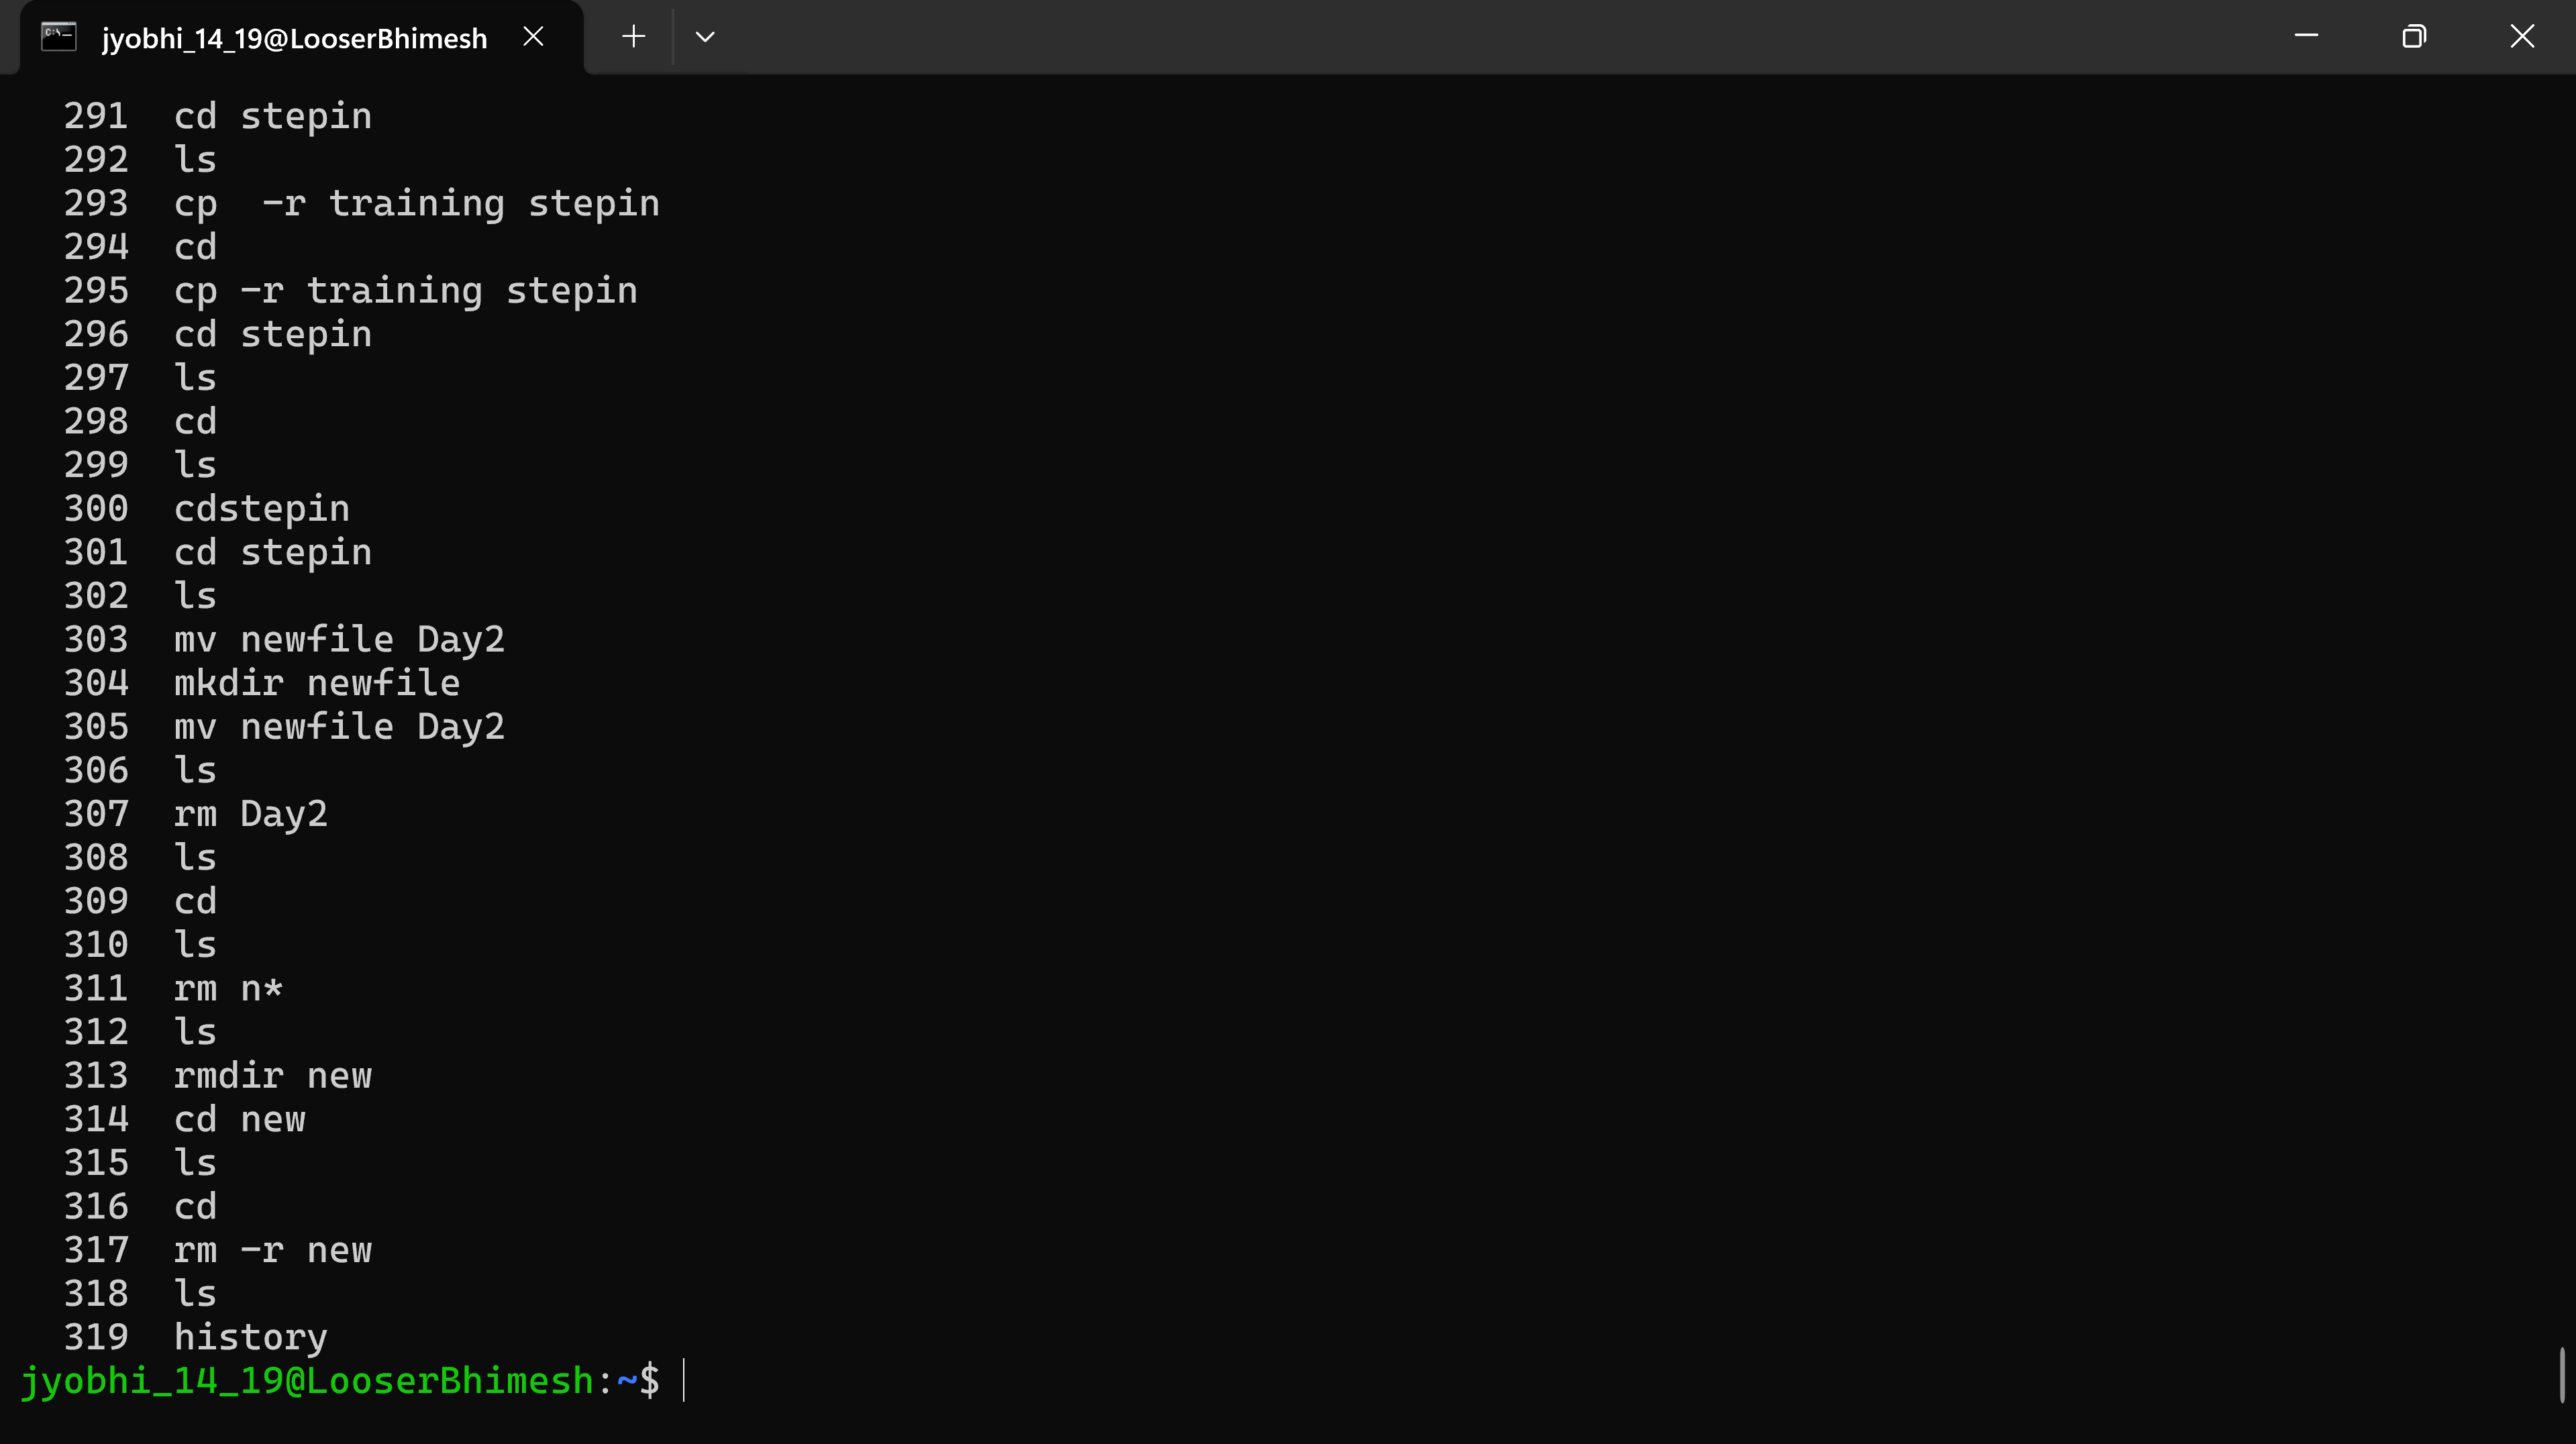 jyobhi_14_19@LooserBhimesh
291 cd stepin
292 ls
293 cp  -r training stepin
294 cd
295 cp -r training stepin
296 cd stepin
297 ls
298 cd
299 ls
300 cdstepin
301 cd stepin
302 ls
303 mv newfile Day2
304 mkdir newfile
305 mv newfile Day2
306 ls
307 rm Day2
308 ls
309 cd
310 ls
311 rm n*
312 ls
313 rmdir new
314 cd new
315 ls
316 cd
317 rm -r new
318 ls
319 history
jyobhi_14_19@LooserBhimesh:~$